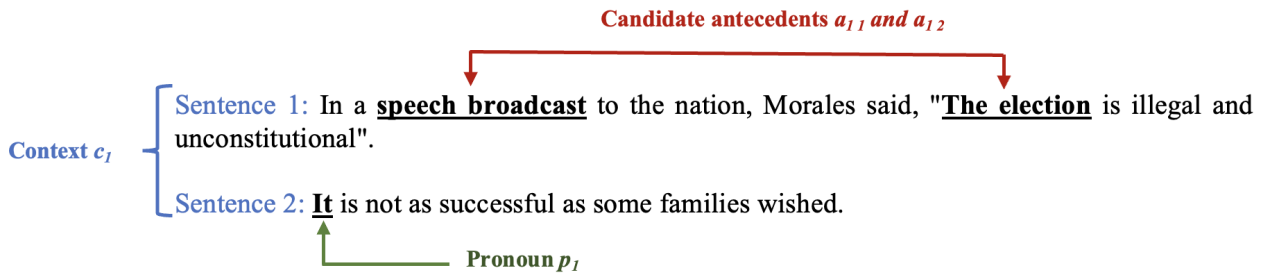 Candidate antecedents a1 1 and a1 2
Sentence 1: In a speech broadcast to the nation, Morales said, "The election is illegal and
unconstitutional".
Context c1
Sentence 2: It is not as successful as some families wished.
Pronoun p1